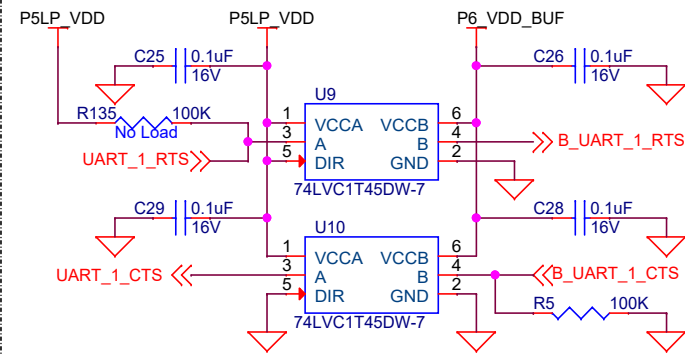 P5LP_VDD P5LP_VDD P6_VDD_BUF
C25 0.1uF 16V C26 0.1uF 16V
R135 100K No Load
U9
1 VCCA VCCB 6
3 A B 4
5 DIR GND 2
74LVC1T45DW-7
UART_1_RTS B_UART_1_RTS
C29 0.1uF 16V C28 0.1uF 16V
U10
1 VCCA VCCB 6
3 A B 4
5 DIR GND 2
74LVC1T45DW-7
UART_1_CTS B_UART_1_CTS
R5 100K